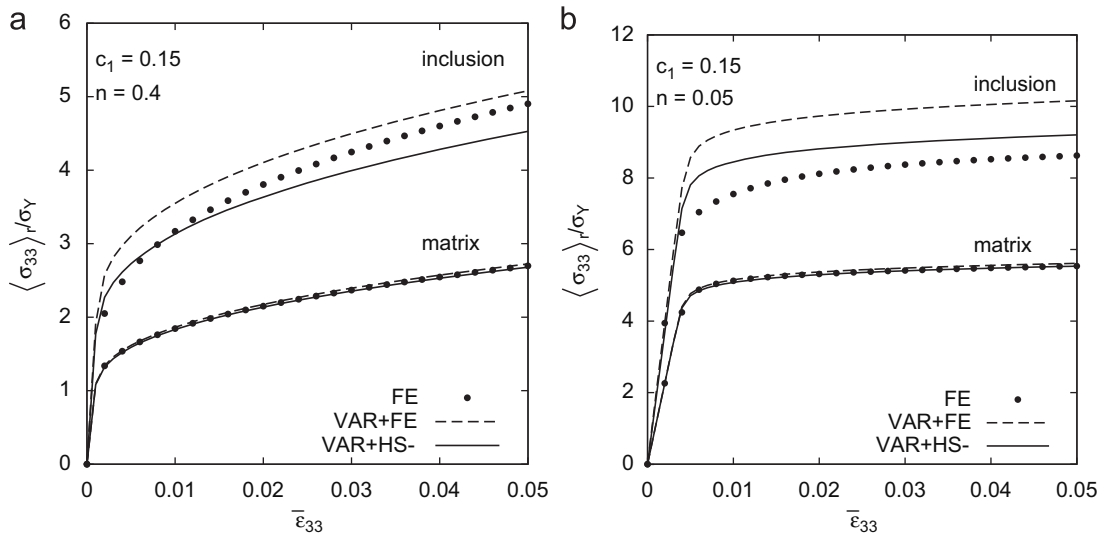 a
6
5
4
3
2
1
0
⟨σ33⟩r/σY
c1 = 0.15
n = 0.4
inclusion
matrix
FE
VAR+FE
VAR+HS-
0 0.01 0.02 0.03 0.04 0.05
ε̅33
b
12
10
8
6
4
2
0
⟨σ33⟩r/σY
c1 = 0.15
n = 0.05
inclusion
matrix
FE
VAR+FE
VAR+HS-
0 0.01 0.02 0.03 0.04 0.05
ε̅33